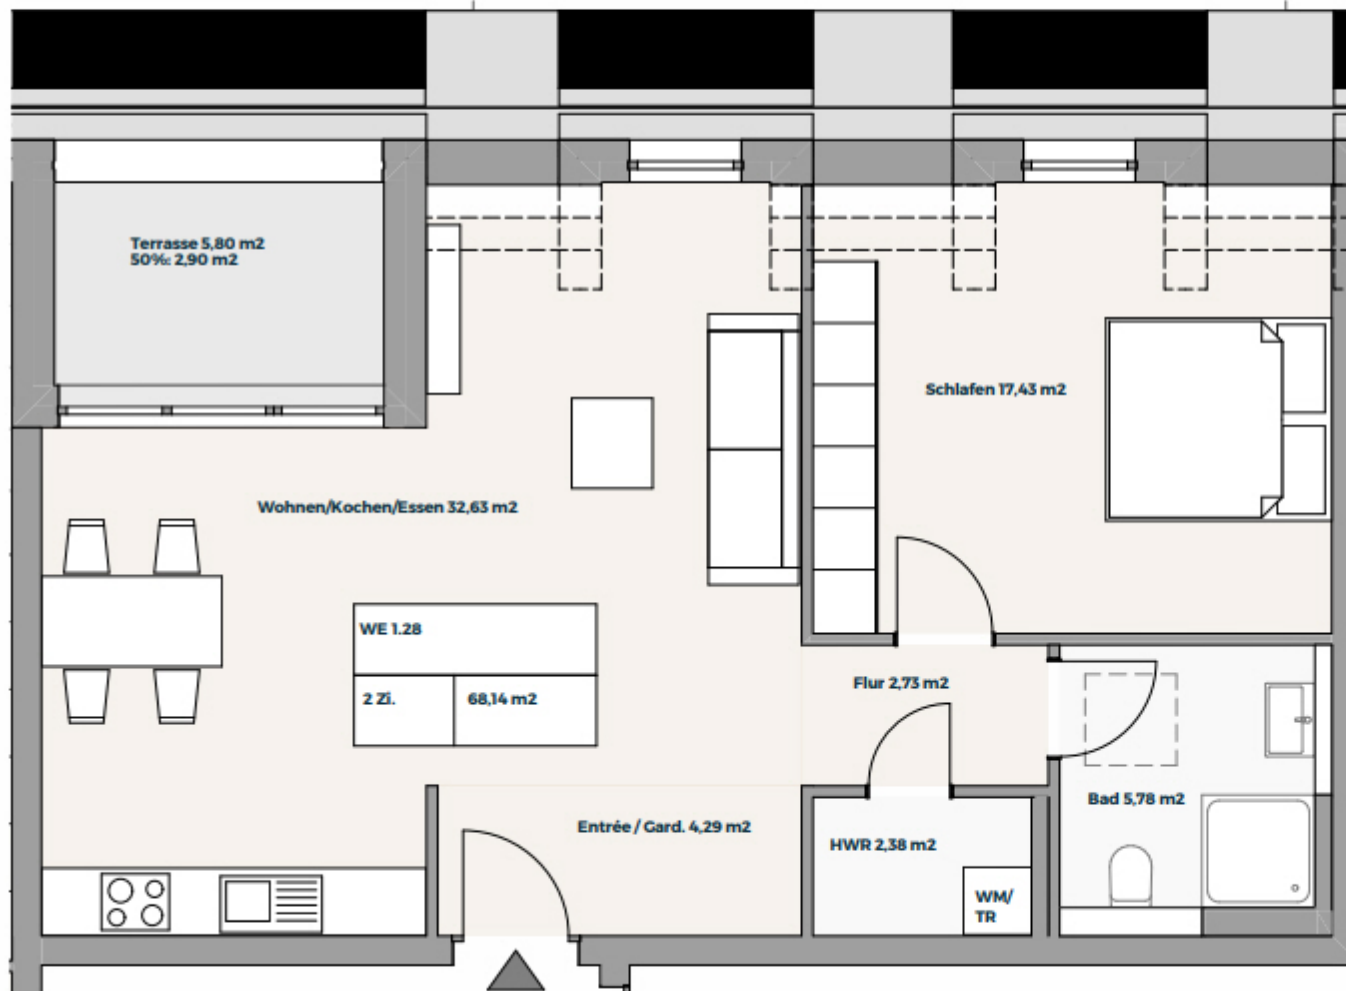 Terrasse 5,80 m2
50%: 2,90 m2
Schlafen 17,43 m2
Wohnen/Kochen/Essen 32,63 m2
WE 1.28
2 Zi.
68,14 m2
Flur 2,73 m2
Bad 5,78 m2
Entrée / Gard. 4,29 m2
HWR 2,38 m2
WM/
TR